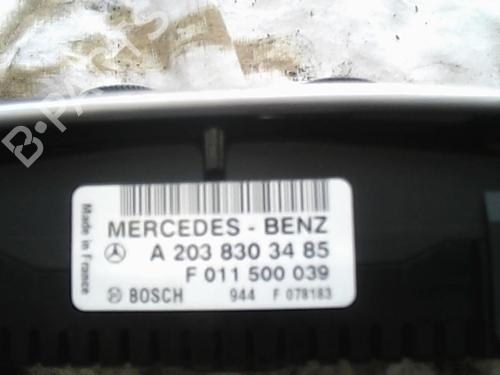 MERCEDES - BENZ
A 203 830 34 85
F 011 500 039
BOSCH 944 F 078183
Made in France
B-PARTS